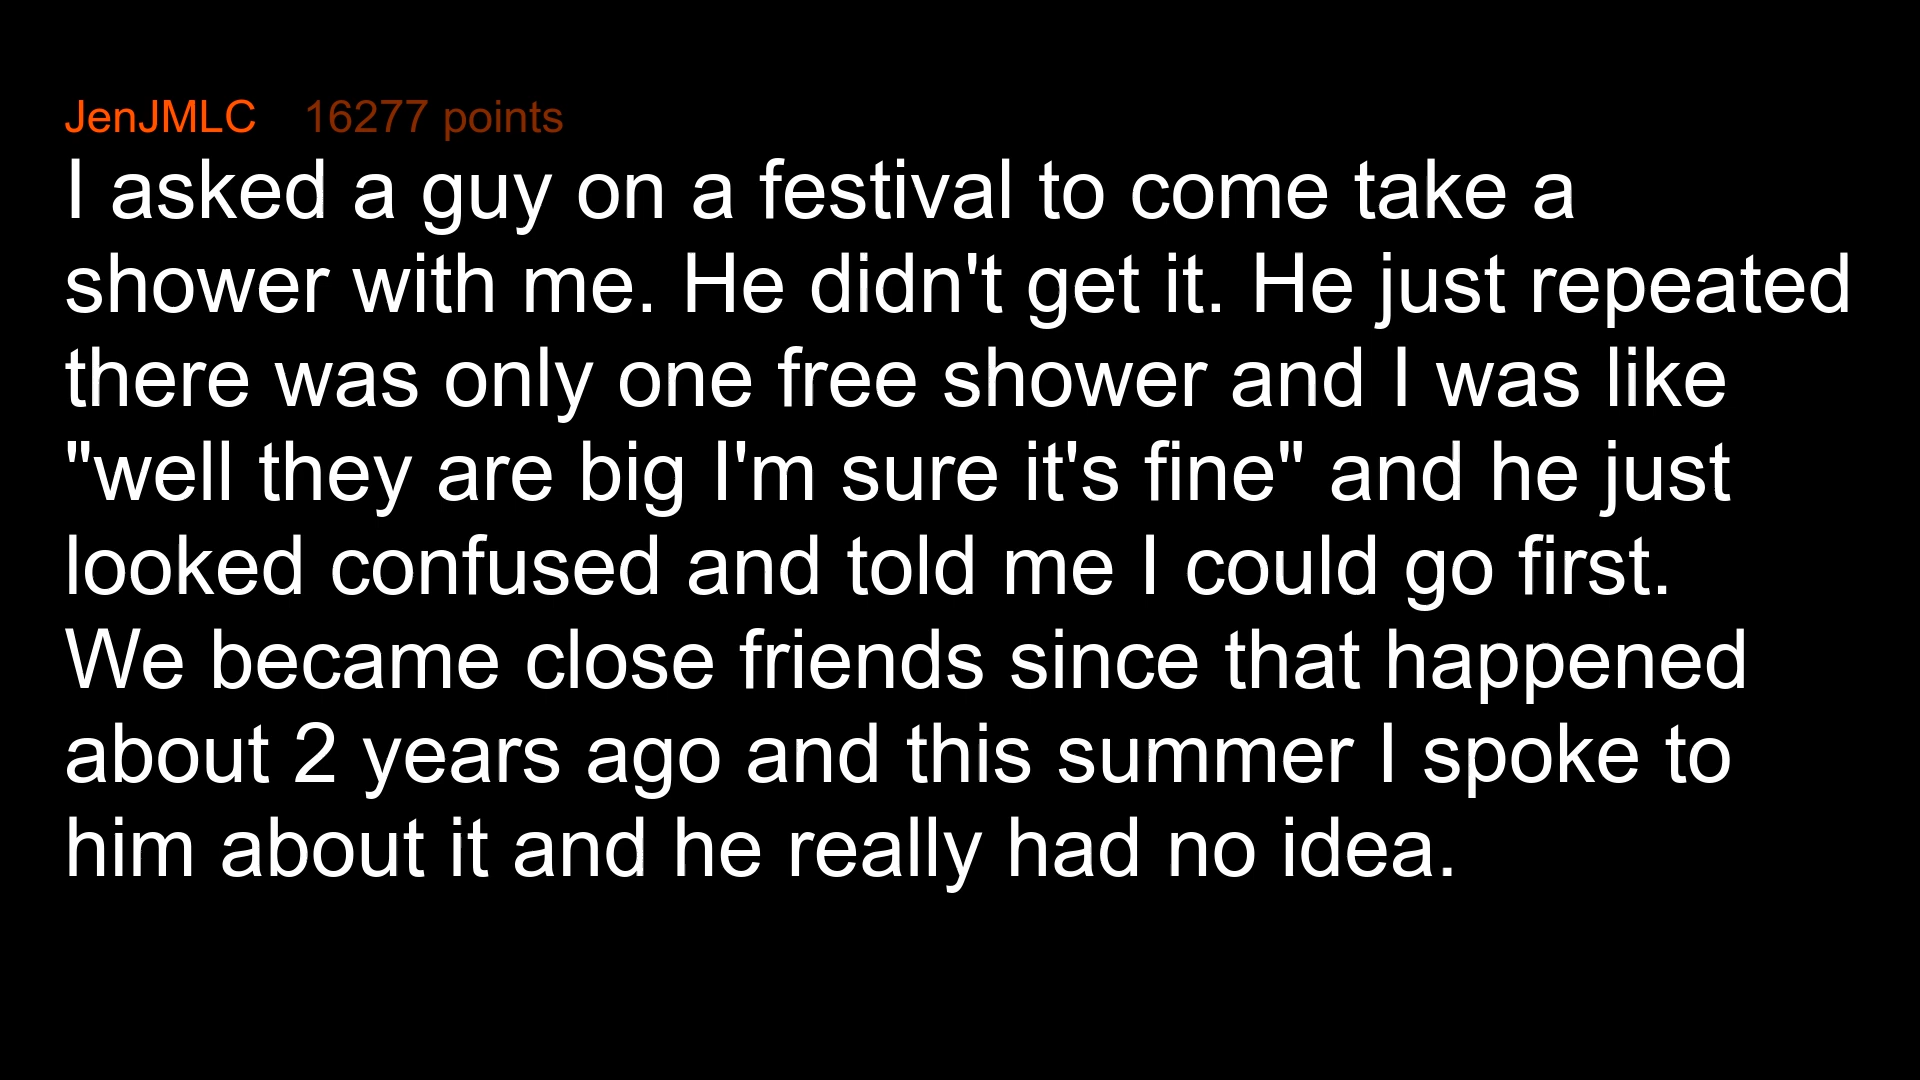 JenJMLC 16277 points
I asked a guy on a festival to come take a
shower with me. He didn't get it. He just repeated
there was only one free shower and I was like
"well they are big I'm sure it's fine" and he just
looked confused and told me I could go first.
We became close friends since that happened
about 2 years ago and this summer I spoke to
him about it and he really had no idea.